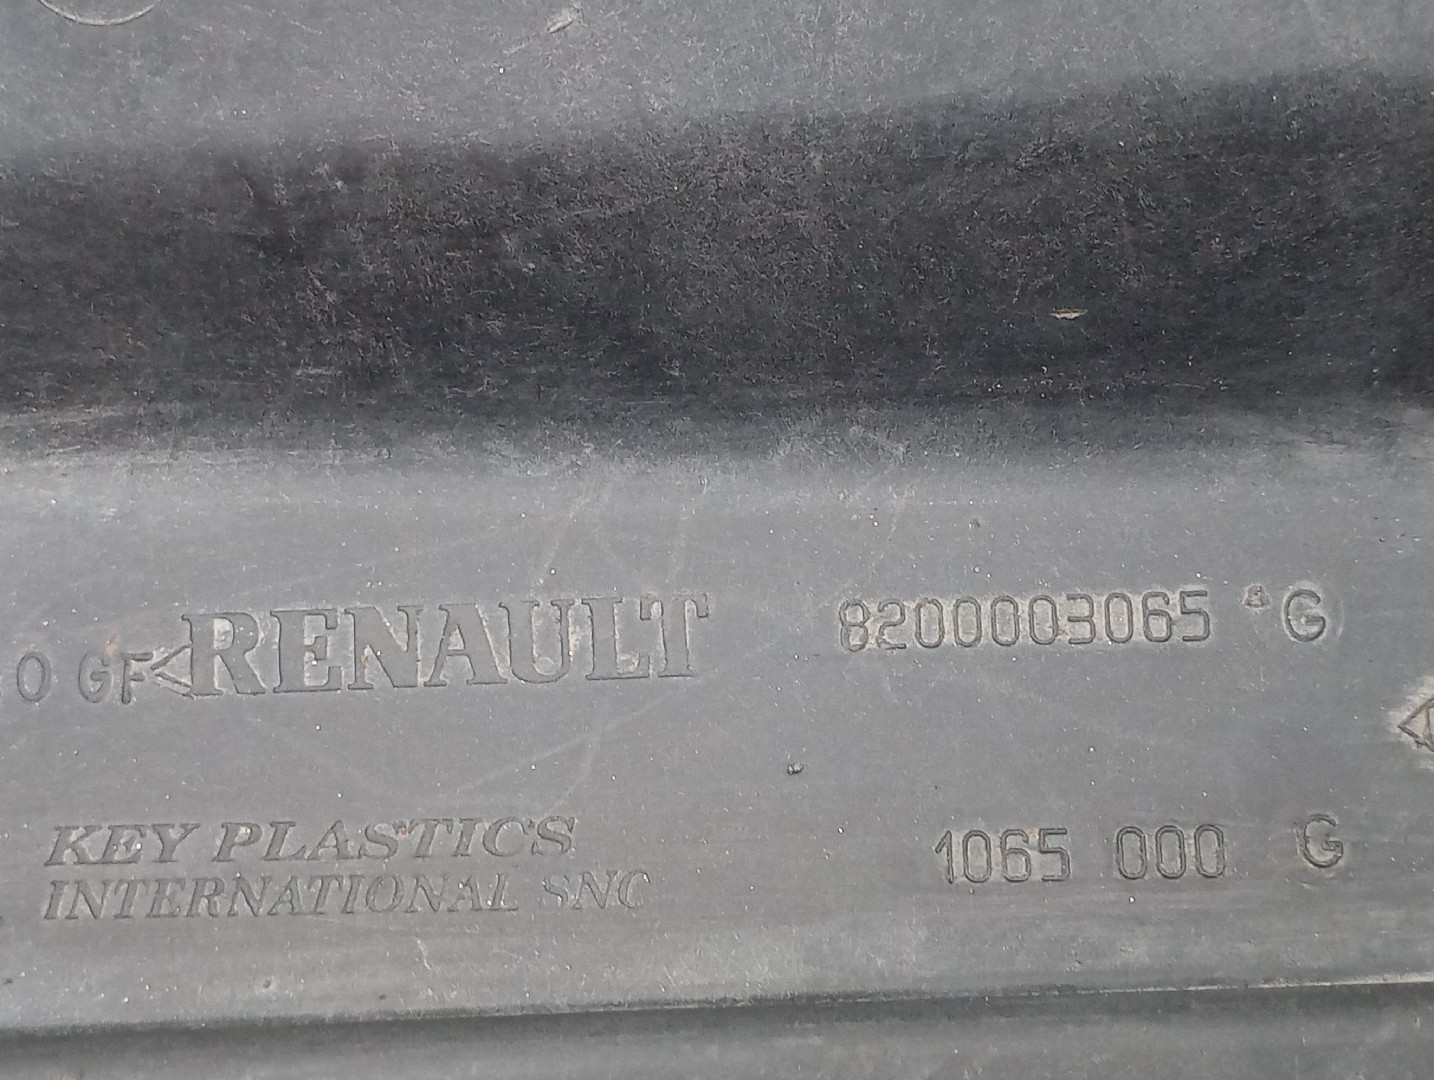 0 GF< RENAULT 8200003065 G
KEY PLASTICS 1065 000 G
INTERNATIONAL SNC